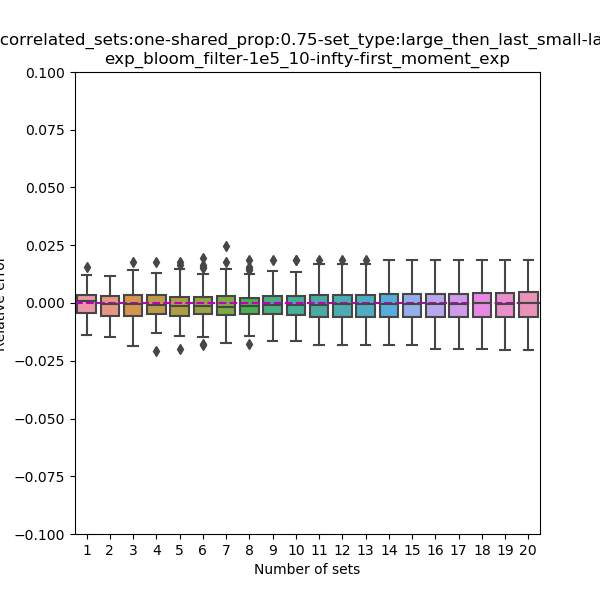 correlated_sets:one-shared_prop:0.75-set_type:large_then_last_small-la
exp_bloom_filter-1e5_10-infty-first_moment_exp
0.100
0.075
0.050
0.025
0.000
−0.025
−0.050
−0.075
−0.100
Relative error
1 2 3 4 5 6 7 8 9 10 11 12 13 14 15 16 17 18 19 20
Number of sets